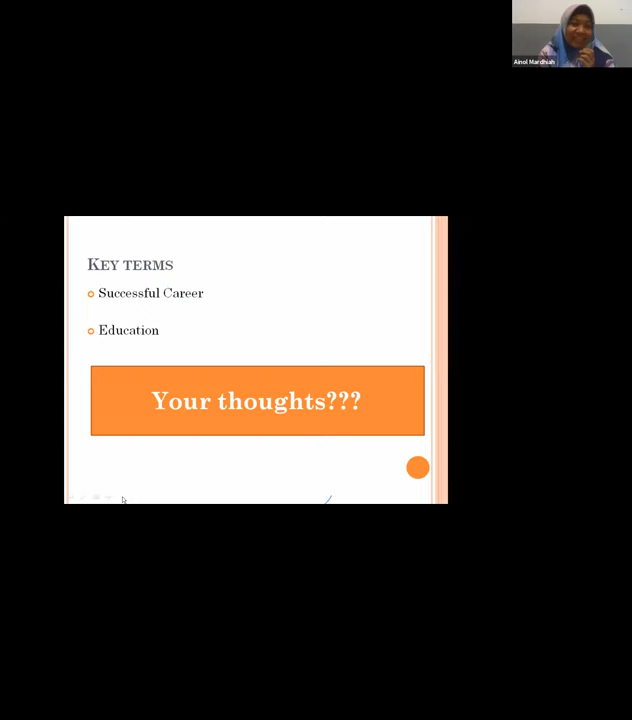 Ainol Mardhiah
KEY TERMS
Successful Career
Education
Your thoughts???